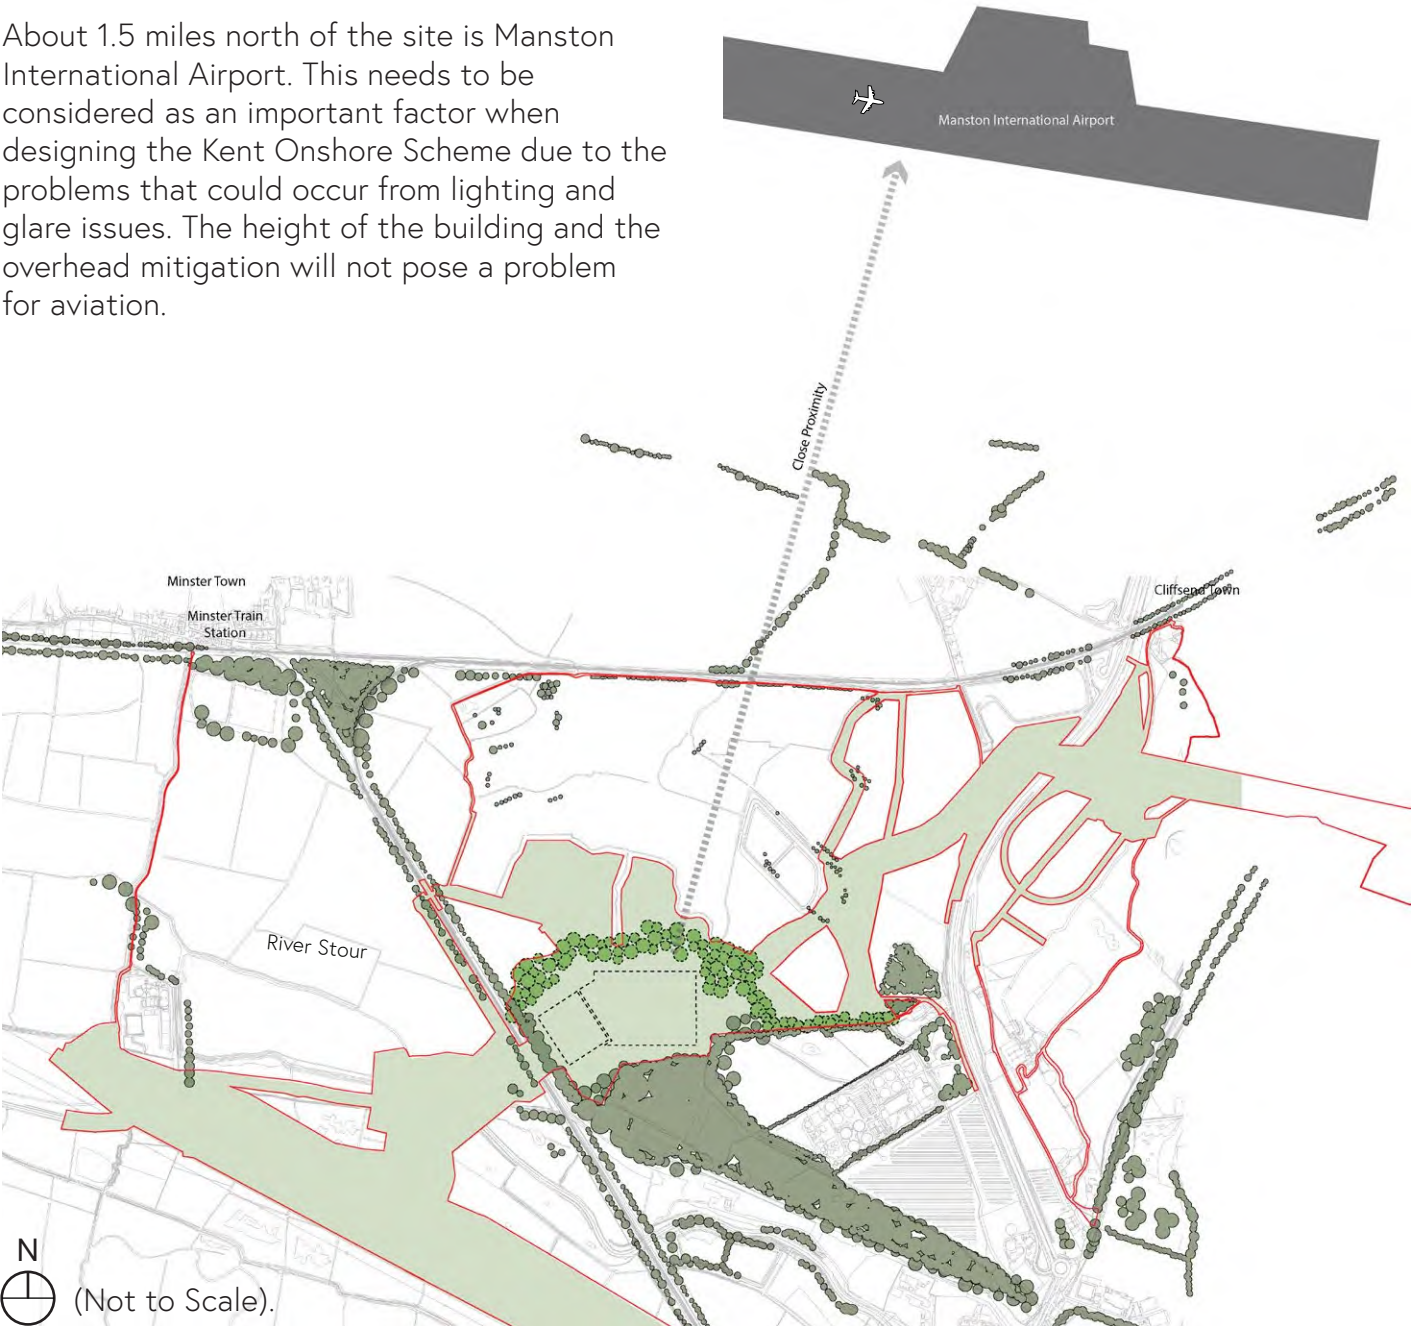 About 1.5 miles north of the site is Manston
International Airport. This needs to be
considered as an important factor when
designing the Kent Onshore Scheme due to the
problems that could occur from lighting and
glare issues. The height of the building and the
overhead mitigation will not pose a problem
for aviation.
Manston International Airport
Close Proximity
Minster Town
Minster Train
Station
Cliffsend Town
River Stour
N
(Not to Scale).